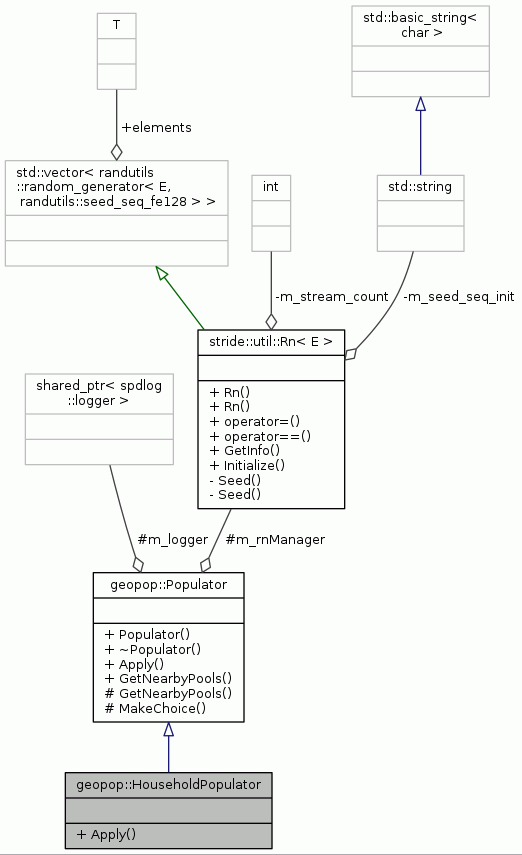 T
std::basic_string<
char >
+elements
std::vector< randutils
::random_generator< E,
randutils::seed_seq_fe128 > >
int
std::string
-m_stream_count
-m_seed_seq_init
stride::util::Rn< E >
+ Rn()
+ Rn()
+ operator=()
+ operator==()
+ GetInfo()
+ Initialize()
- Seed()
- Seed()
shared_ptr< spdlog
::logger >
#m_logger
#m_rnManager
geopop::Populator
+ Populator()
+ ~Populator()
+ Apply()
+ GetNearbyPools()
# GetNearbyPools()
# MakeChoice()
geopop::HouseholdPopulator
+ Apply()